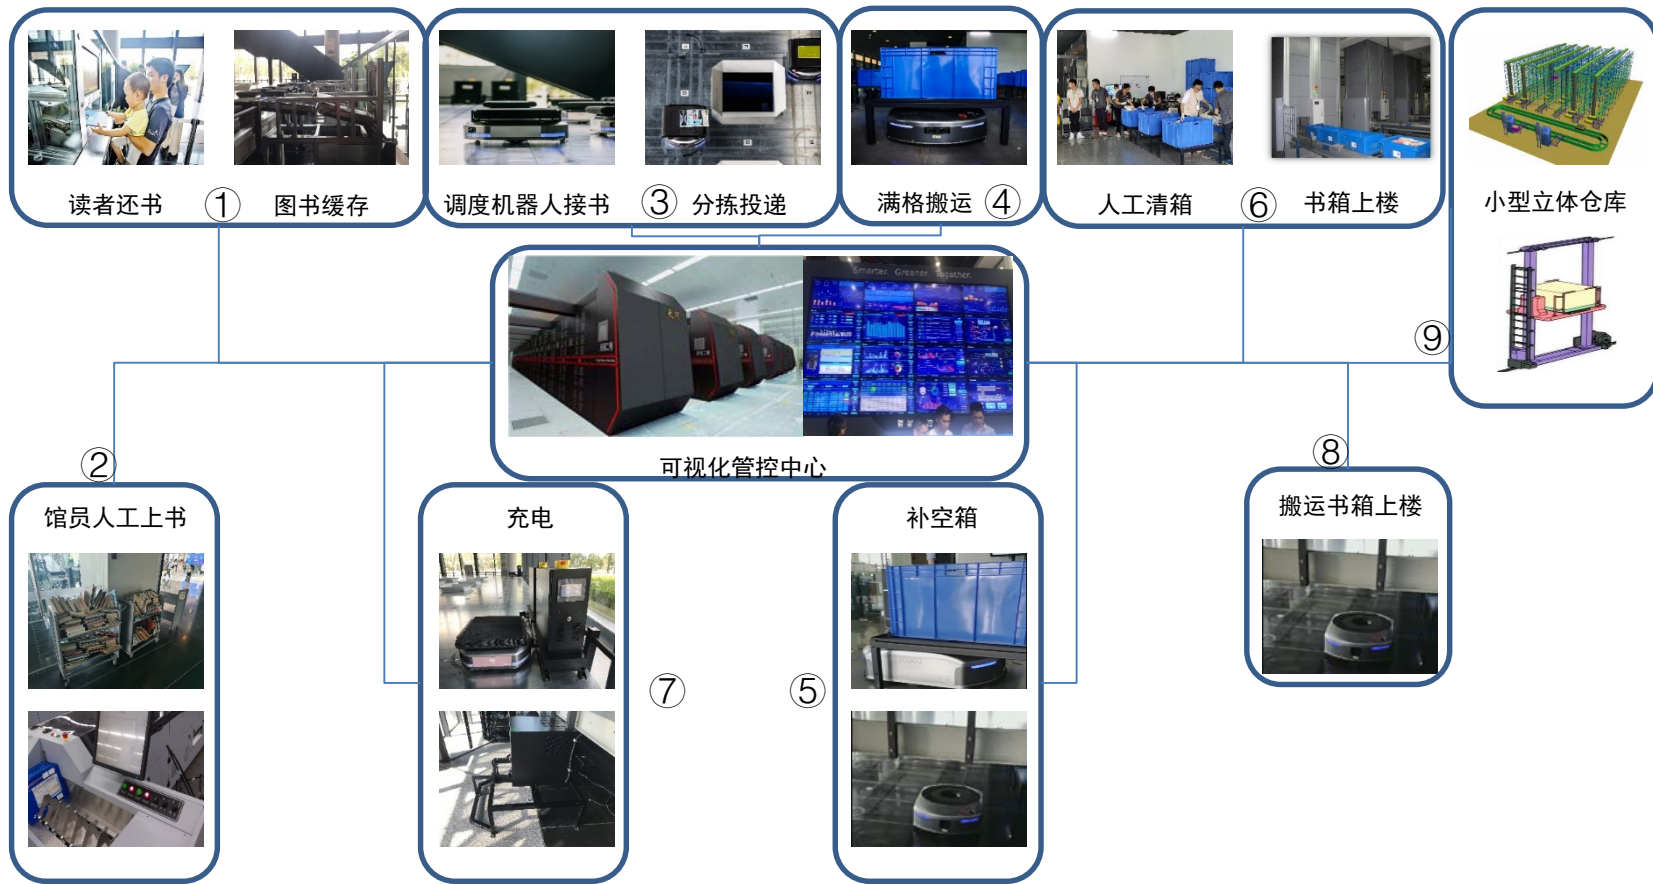 读者还书
①
图书缓存
调度机器人接书
③
分拣投递
满格搬运
④
人工清箱
⑥
书箱上楼
小型立体仓库
Smarter. Greener. Together.
可视化管控中心
⑨
②
馆员人工上书
充电
⑦
⑤
补空箱
⑧
搬运书箱上楼